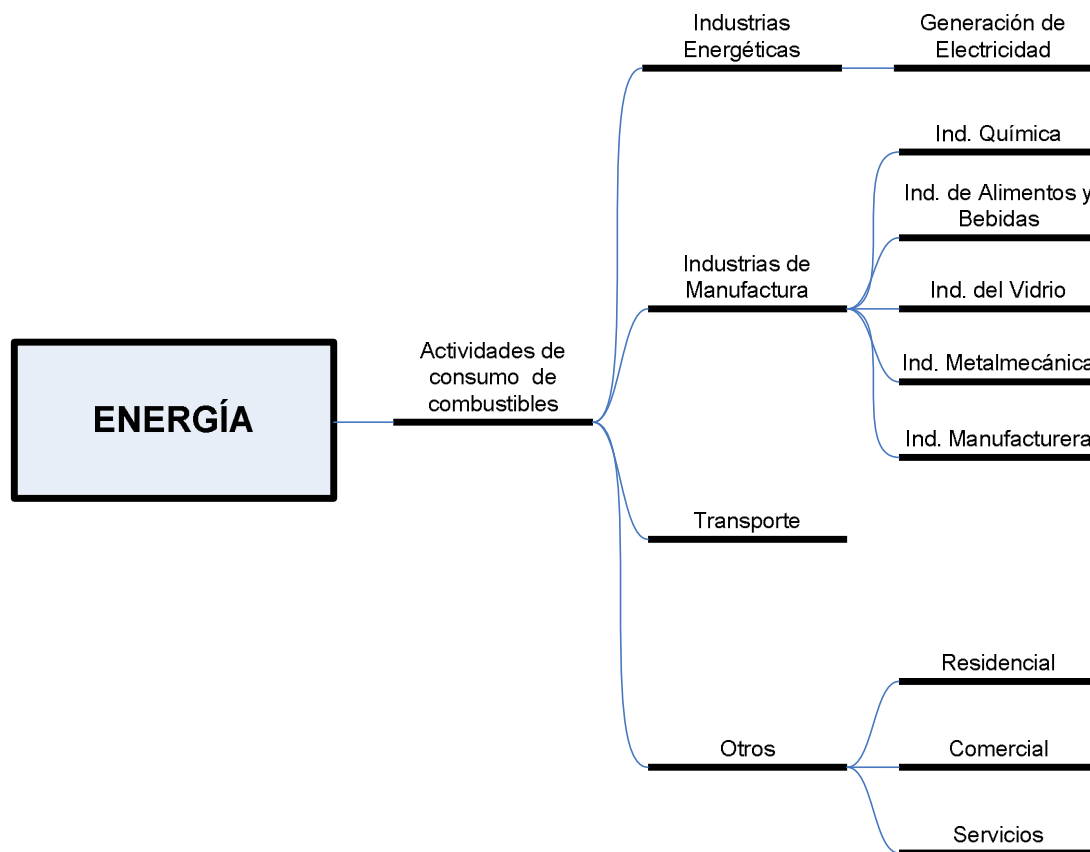 Industrias
Energéticas
Generación de
Electricidad
Ind. Química
Ind. de Alimentos y
Bebidas
Industrias de
Manufactura
Ind. del Vidrio
Actividades de
consumo de
combustibles
Ind. Metalmecánica
ENERGÍA
Ind. Manufacturera
Transporte
Residencial
Otros
Comercial
Servicios